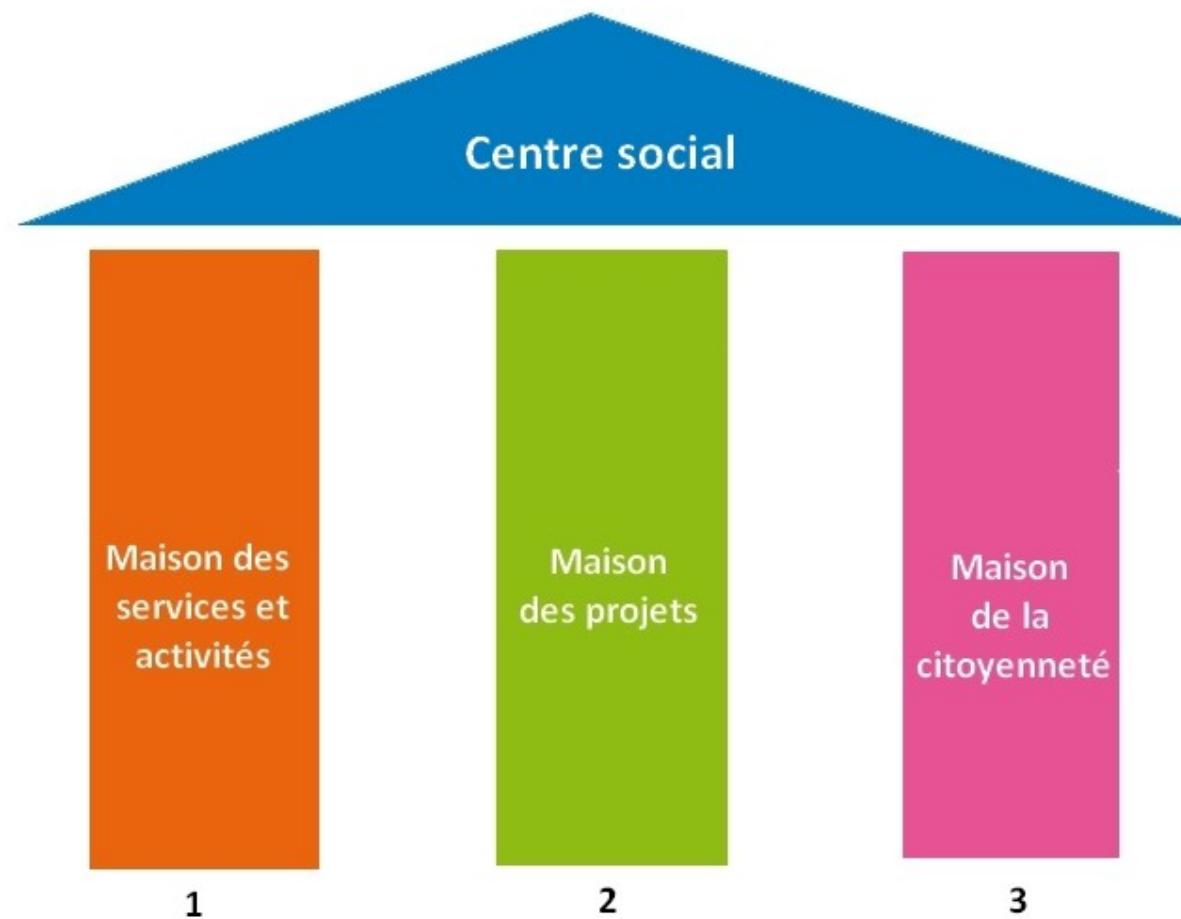 Centre social
Maison des
services et
activités
Maison
des projets
Maison
de la
citoyenneté
1
2
3